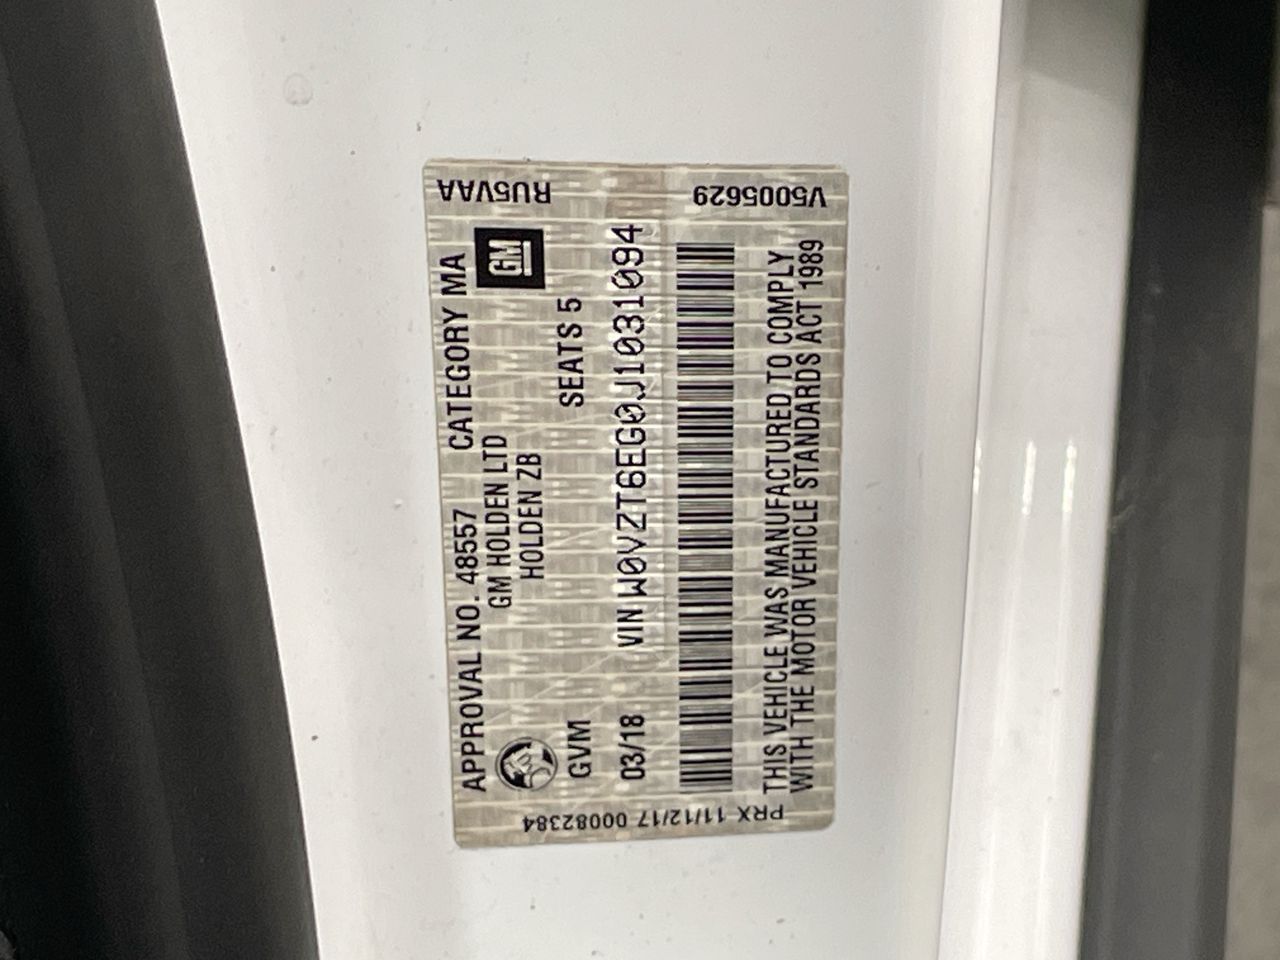 APPROVAL NO. 48557 CATEGORY MA
GM HOLDEN LTD
HOLDEN ZB
GM
GVM SEATS 5
03/18 VIN W0VZT6EG0J1031094
THIS VEHICLE WAS MANUFACTURED TO COMPLY
WITH THE MOTOR VEHICLE STANDARDS ACT 1989
PRX 11/12/17 00082384
RU5VAA
V5005629